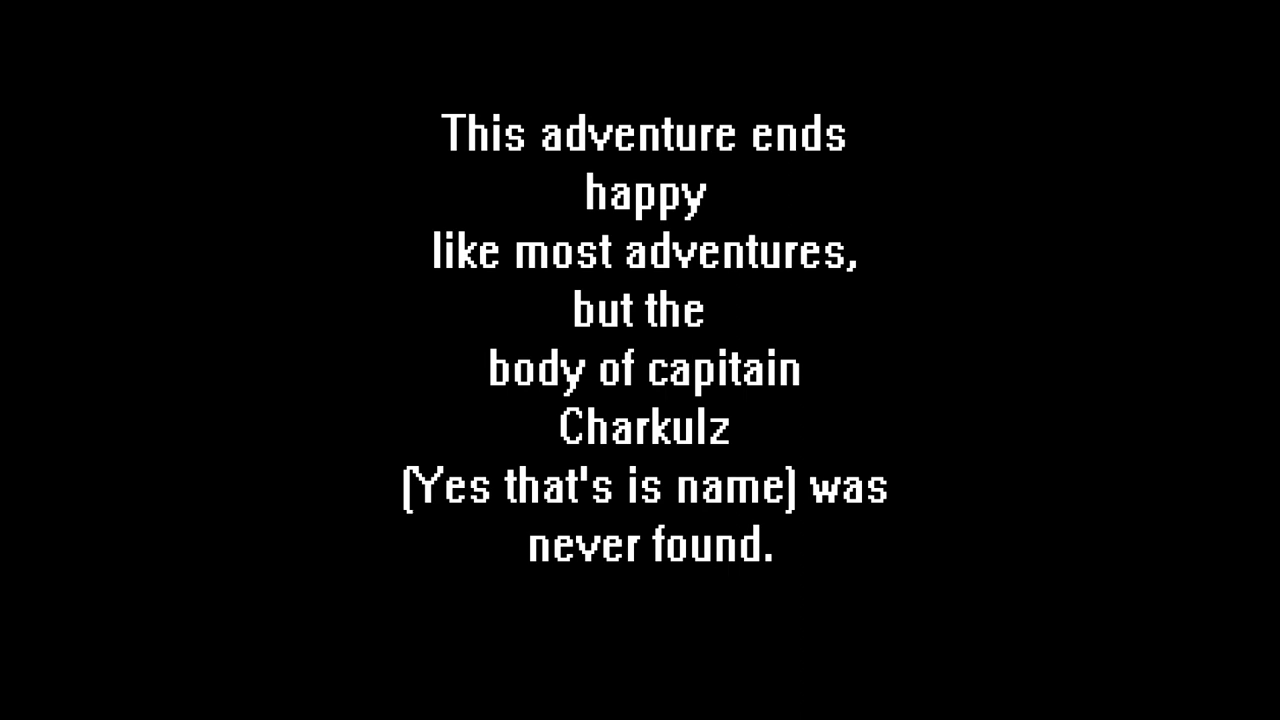 This adventure ends
happy
like most adventures,
but the
body of capitain
Charkulz
(Yes that's is name) was
never found.